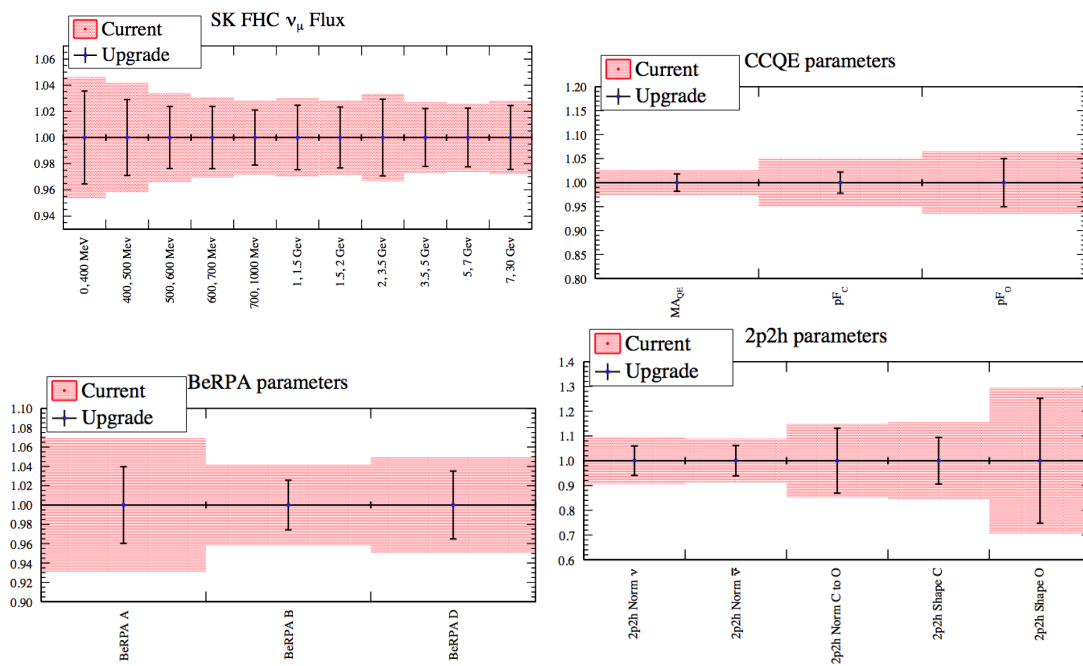 SK FHC νμ Flux
Current
Upgrade
1.06
1.04
1.02
1.00
0.98
0.96
0.94
0, 400 MeV
400, 500 MeV
500, 600 MeV
600, 700 MeV
700, 1000 Mev
1, 1.5 Gev
1.5, 2 Gev
2, 3.5 Gev
3.5, 5 Gev
5, 7 Gev
7, 30 Gev
CCQE parameters
Current
Upgrade
1.20
1.15
1.10
1.05
1.00
0.95
0.90
0.85
0.80
MAQE
pFC
pFO
BeRPA parameters
Current
Upgrade
1.10
1.08
1.06
1.04
1.02
1.00
0.98
0.96
0.94
0.92
0.90
BeRPA A
BeRPA B
BeRPA D
2p2h parameters
Current
Upgrade
1.4
1.3
1.2
1.1
1.0
0.9
0.8
0.7
0.6
2p2h Norm ν
2p2h Norm ν̅
2p2h Norm C to O
2p2h Shape C
2p2h Shape O